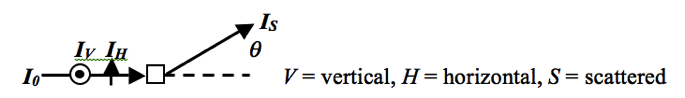 I_S
I_V I_H
θ
I_0
V = vertical, H = horizontal, S = scattered